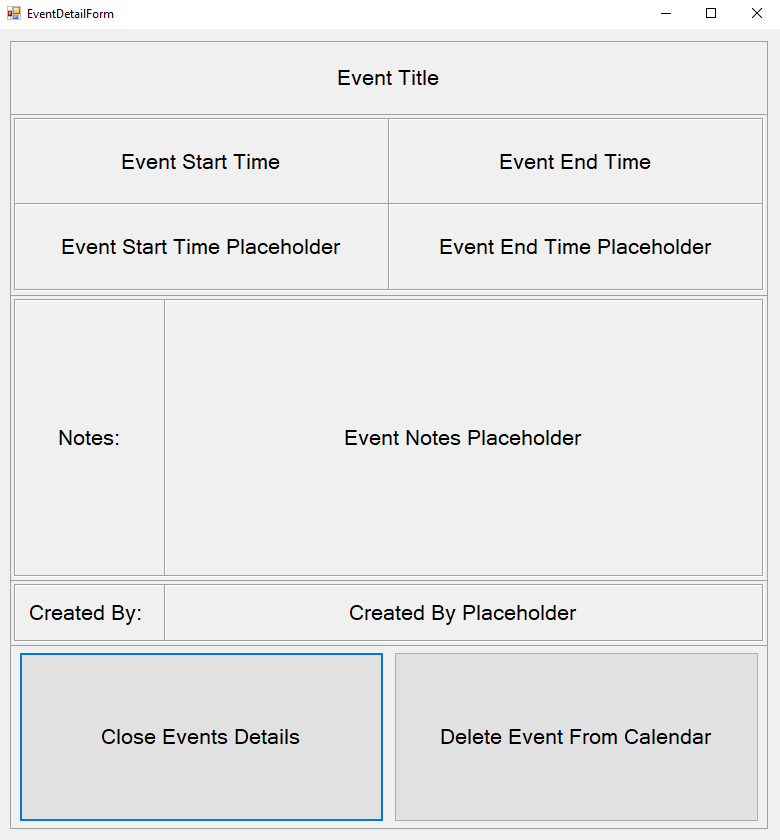 EventDetailForm
Event Title
Event Start Time
Event End Time
Event Start Time Placeholder
Event End Time Placeholder
Notes:
Event Notes Placeholder
Created By:
Created By Placeholder
Close Events Details
Delete Event From Calendar